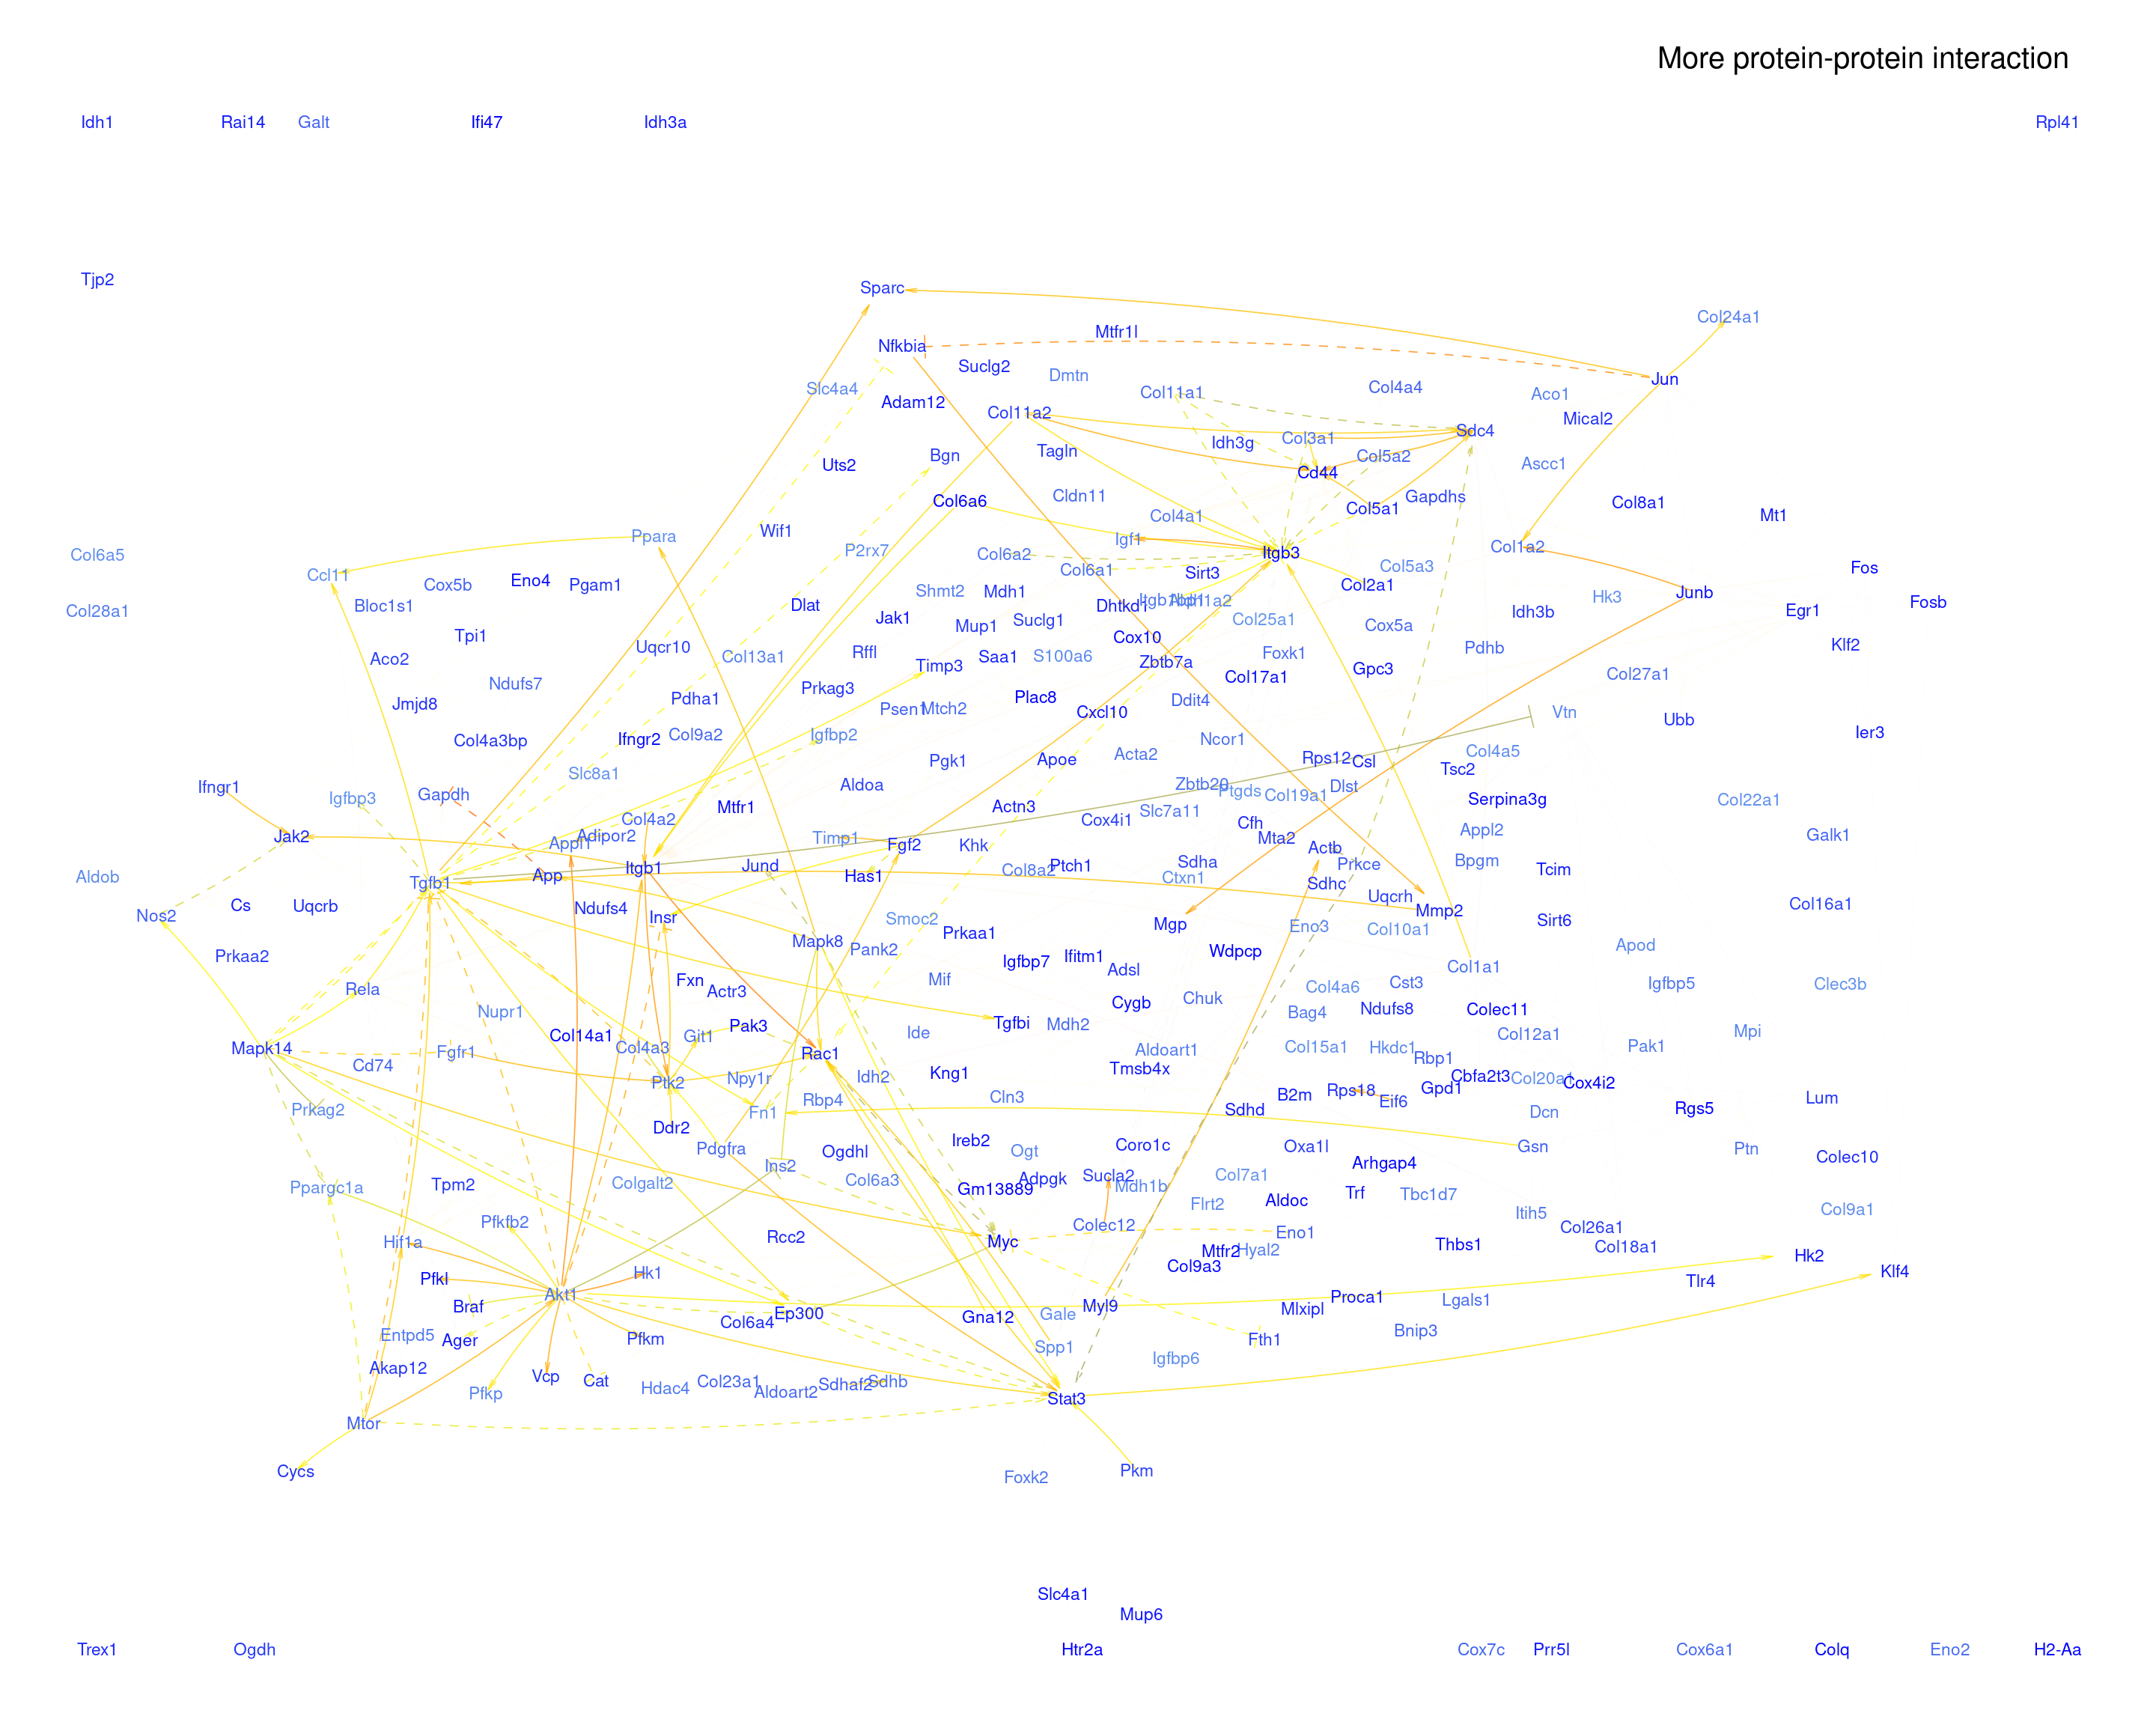 More protein-protein interaction
Idh1 Rai14 Galt Ifi47 Idh3a Rpl41
Tjp2 Sparc
Col24a1
Mtfr1l
Nfkbia
Suclg2
Dmtn
Jun
Slc4a4 Col11a1 Col4a4 Aco1
Adam12 Col11a2 Mical2
Sdc4
Idh3g Col3a1
Bgn Tagln Col5a2
Uts2 Cd44 Ascc1
Cldn11 Gapdhs
Col6a6 Col5a1 Col8a1
Col4a1 Mt1
Wif1
Ppara Igf1
Col6a5 P2rx7 Col6a2 Itgb3 Col1a2
Ccl11 Col6a1 Col5a3 Fos
Cox5b Eno4 Pgam1 Sirt3
Shmt2 Mdh1 Col2a1 Junb
Col28a1 Bloc1s1 Dlat Dhtkd1 Hk3 Fosb
Jak1 Suclg1 Col25a1 Idh3b Egr1
Tpi1 Mup1 Cox10 Cox5a
Uqcr10 Rffl Klf2
Aco2 Col13a1 Timp3 Saa1 S100a6 Zbtb7a Foxk1 Pdhb
Ndufs7 Prkag3 Col17a1 Gpc3 Col27a1
Jmjd8 Pdha1 Psen1 Mtch2 Plac8 Cxcl10 Ddit4 Vtn Ubb
Col4a3bp Ifngr2 Col9a2 Igfbp2 Ncor1 Ier3
Slc8a1 Pgk1 Apoe Acta2 Rps12 Csl Col4a5
Ifngr1 Igfbp3 Gapdh Aldoa Zbtb20 Ptgds Col19a1 Dlst Tsc2
Mtfr1 Actn3 Slc7a11 Serpina3g Col22a1
Jak2 Col4a2 Adipor2 Appl1 Timp1 Fgf2 Khk Cox4i1 Cfh Mta2 Appl2 Galk1
Aldob Tgfb1 App Itgb1 Jund Has1 Col8a2 Ptch1 Sdha Ctxn1 Actb Prkce Sdhc Bpgm Tcim
Nos2 Cs Uqcrb Ndufs4 Insr Smoc2 Mgp Uqcrh Mmp2 Sirt6 Col16a1
Prkaa2 Mapk8 Pank2 Prkaa1 Wdpcp Eno3 Col10a1 Apod
Rela Fxn Actr3 Mif Igfbp7 Ifitm1 Adsl Col4a6 Cst3 Col1a1 Igfbp5 Clec3b
Nupr1 Pak3 Tgfbi Cygb Chuk Bag4 Ndufs8 Colec11
Mapk14 Fgfr1 Col14a1 Col4a3 Git1 Ide Mdh2 Aldoart1 Col15a1 Hkdc1 Col12a1 Pak1 Mpi
Cd74 Ptk2 Npy1r Rac1 Idh2 Kng1 Tmsb4x Rbp1 Cbfa2t3 Col20a1 Cox4i2
Prkag2 Fn1 Rbp4 Cln3 Sdhd B2m Rps18 Eif6 Gpd1 Dcn Rgs5 Lum
Ddr2 Pdgfra Ins2 Ogdhl Ireb2 Ogt Coro1c Oxa1l Arhgap4 Gsn Ptn Colec10
Ppargc1a Tpm2 Colgalt2 Col6a3 Gm13889 Adpgk Sucla2 Mdh1b Col7a1 Aldoc Trf Tbc1d7 Col9a1
Hif1a Pfkfb2 Rcc2 Myc Colec12 Flrt2 Eno1 Itih5 Col26a1
Pfkl Hk1 Mtfr2 Hyal2 Col9a3 Thbs1 Col18a1 Hk2 Klf4
Braf Akt1 Ep300 Gna12 Gale Myl9 Mlxipl Proca1 Lgals1 Tlr4
Entpd5 Ager Pfkm Col6a4 Spp1 Fth1 Bnip3
Akap12 Pfkp Vcp Cat Hdac4 Col23a1 Aldoart2 Sdhaf2 Sdhb Igfbp6
Mtor Stat3
Cycs Foxk2 Pkm
Slc4a1
Mup6
Trex1 Ogdh Htr2a Cox7c Prr5l Cox6a1 Colq Eno2 H2-Aa